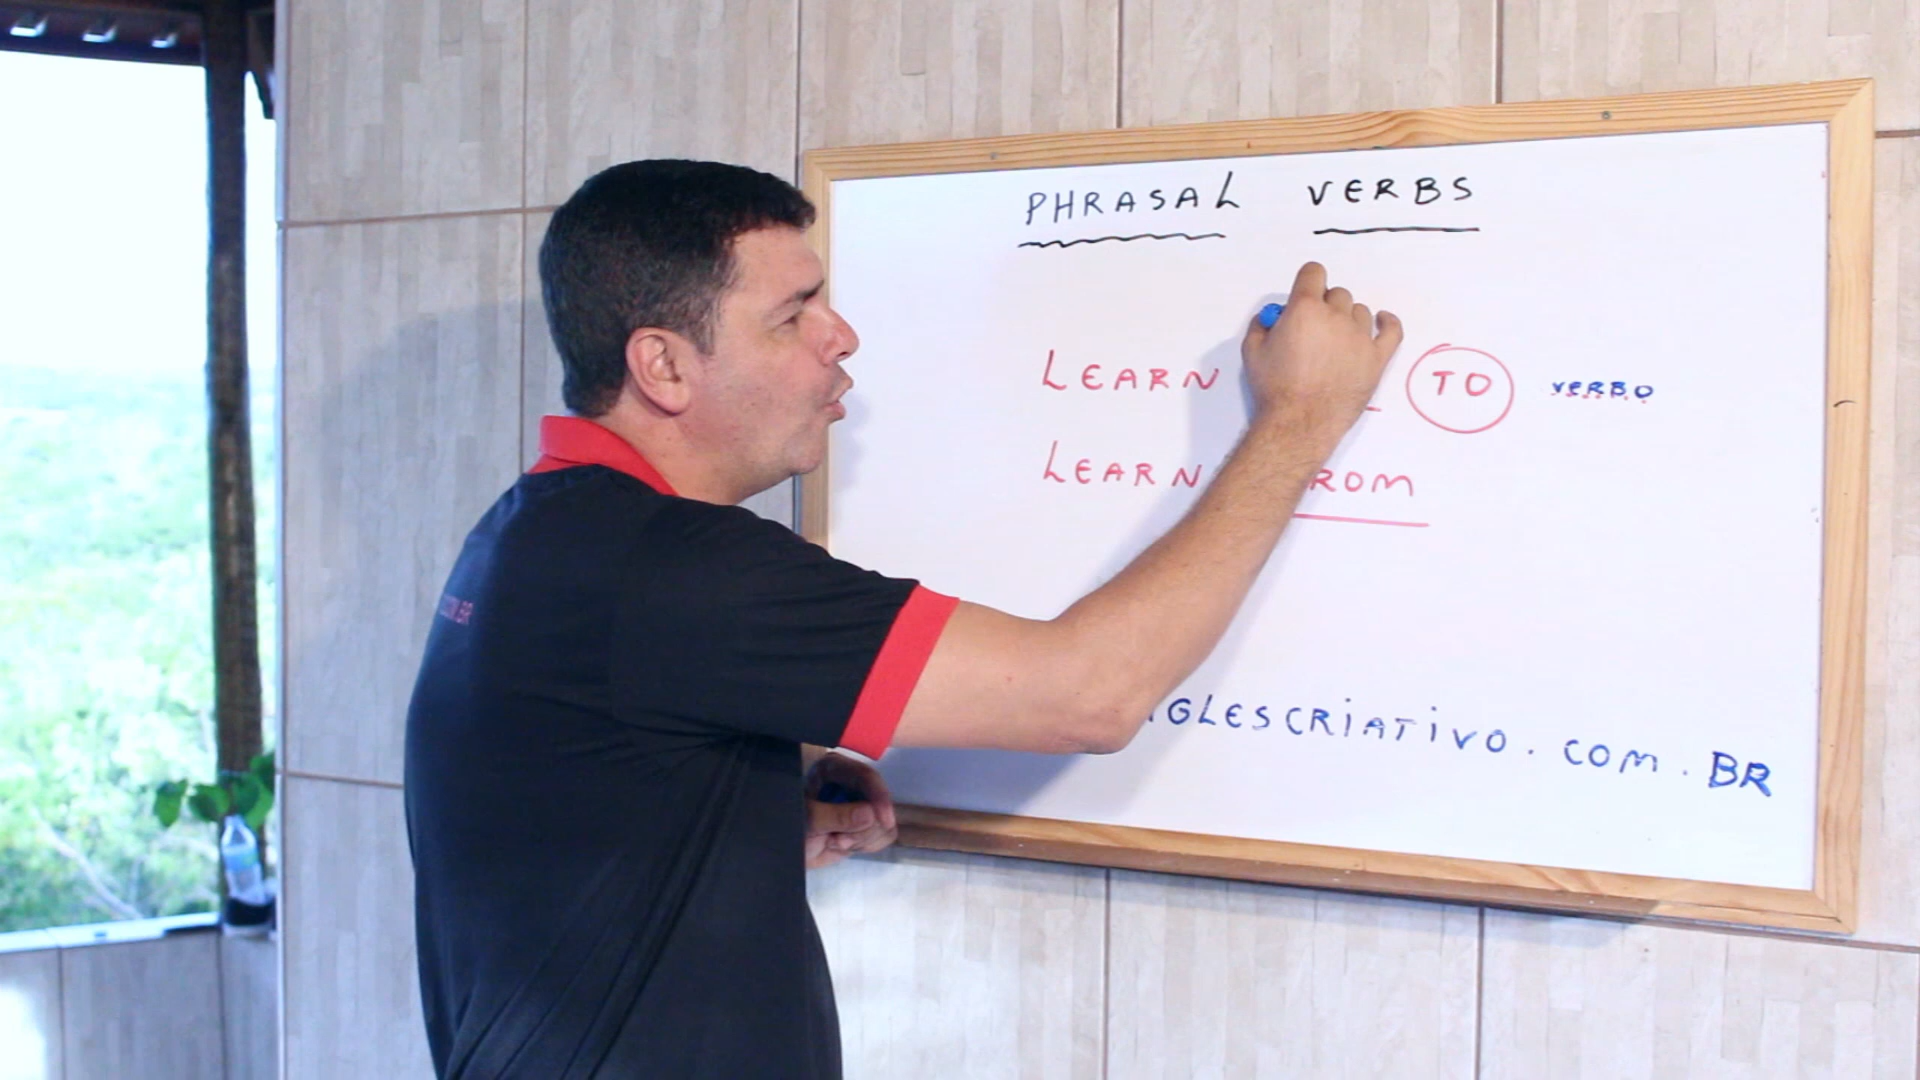 PHRASAL VERBS
LEARN TO VERBO
LEARN ROM
GLESCRIATIVO.COM.BR